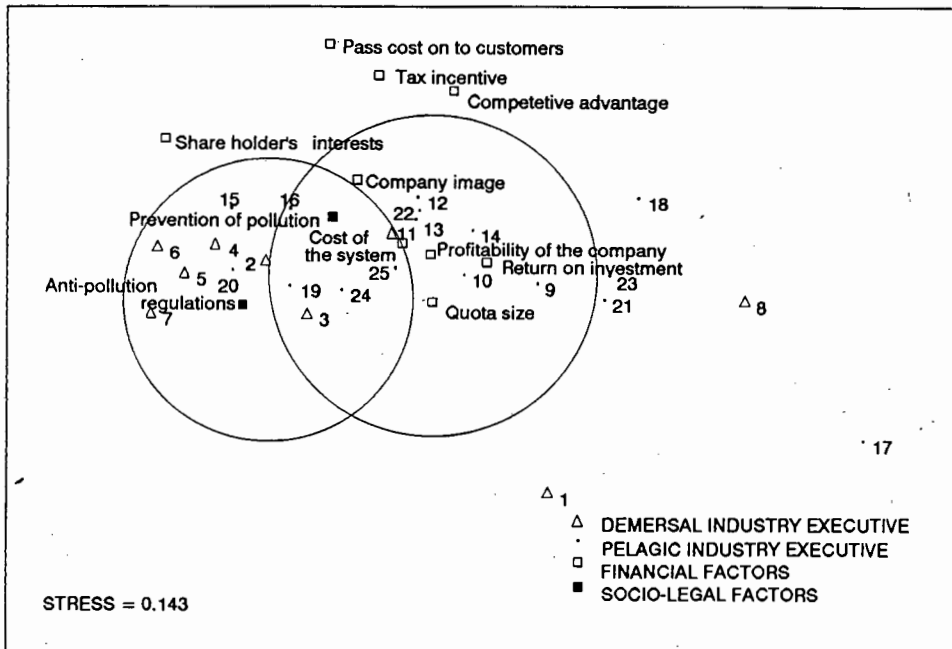 Pass cost on to customers
Tax incentive
Competetive advantage
Share holder's interests
Company image
15
16
12
18
Prevention of pollution
22
11
13
14
Cost of
the system
6
4
2
Profitability of the company
Return on investment
25
5
20
10
9
23
Anti-pollution
regulations
19
24
21
8
7
3
Quota size
17
1
DEMERSAL INDUSTRY EXECUTIVE
PELAGIC INDUSTRY EXECUTIVE
FINANCIAL FACTORS
SOCIO-LEGAL FACTORS
STRESS = 0.143